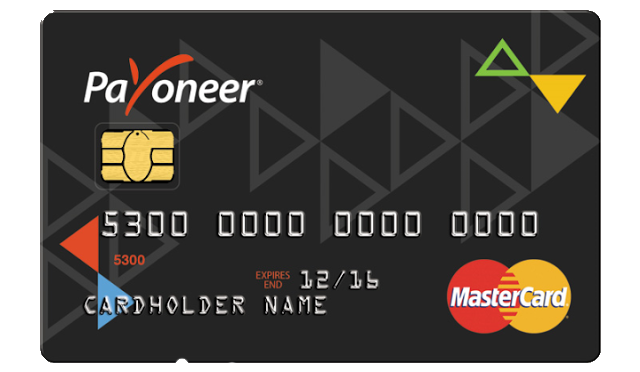 Payoneer®
5300 0000 0000 0000
5300
EXPIRES
END 12/16
CARDHOLDER NAME
MasterCard